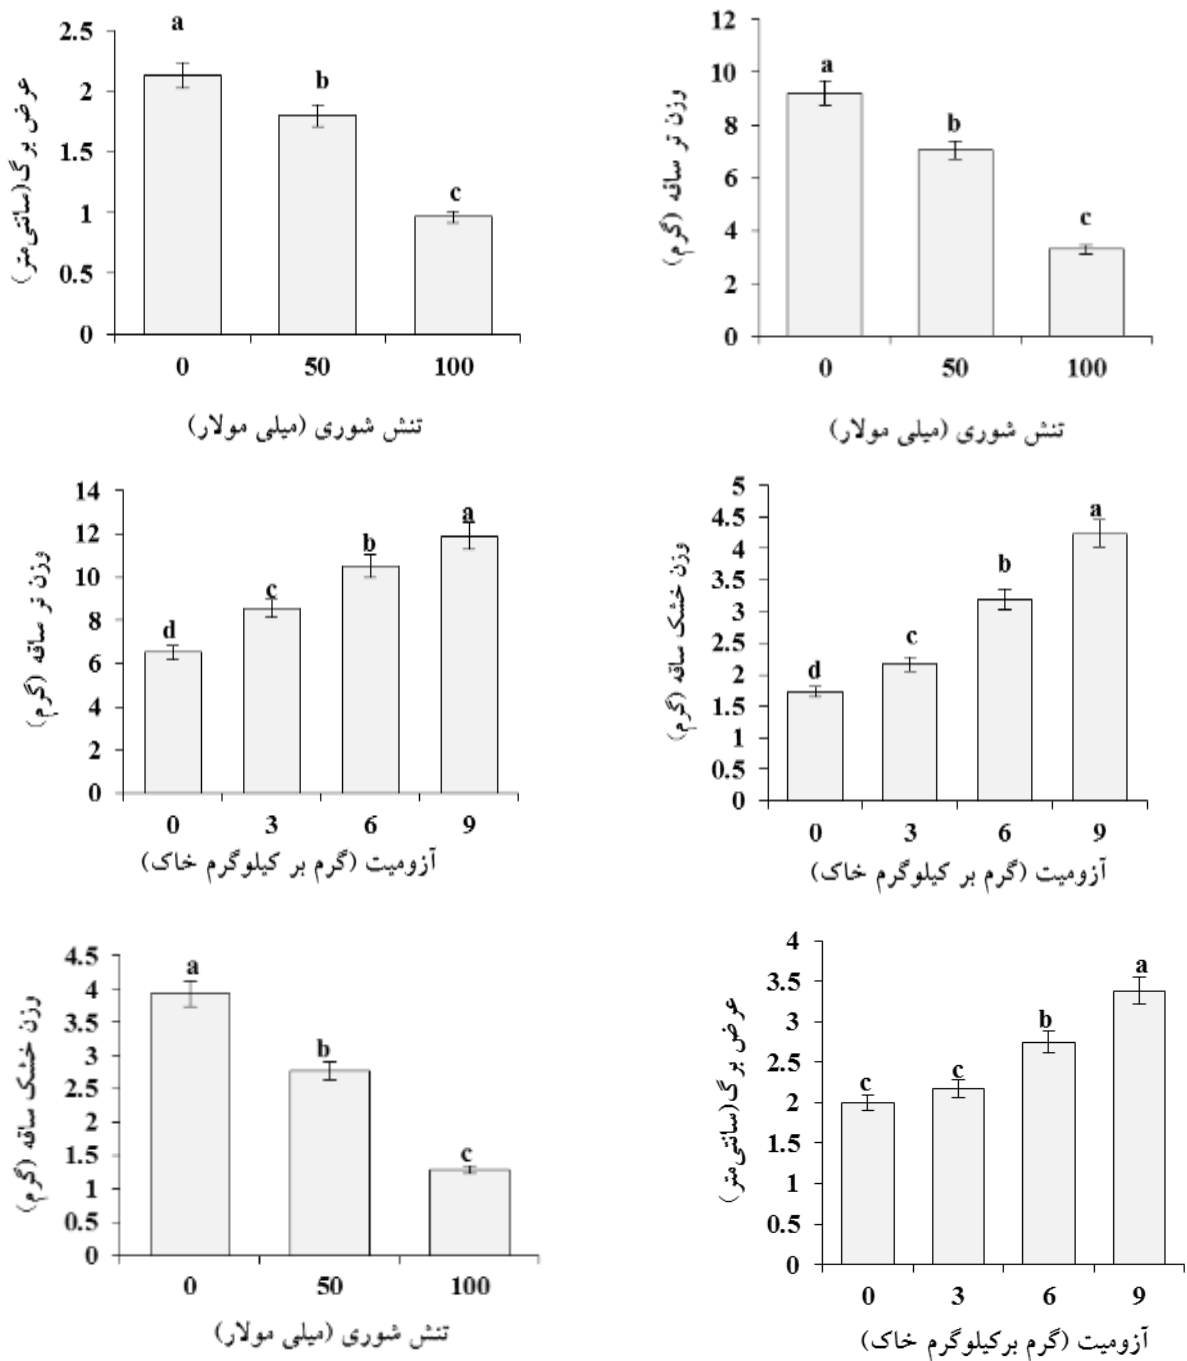 عرض برگ(سانتی‌متر)
2.5
2
1.5
1
0.5
0
a
b
c
0 50 100
تنش شوری (میلی مولار)
وزن تر ساقه (گرم)
12
10
8
6
4
2
0
a
b
c
0 50 100
تنش شوری (میلی مولار)
وزن تر ساقه (گرم)
14
12
10
8
6
4
2
0
d
c
b
a
0 3 6 9
آزومیت (گرم بر کیلوگرم خاک)
وزن خشک ساقه (گرم)
5
4.5
4
3.5
3
2.5
2
1.5
1
0.5
0
d
c
b
a
0 3 6 9
آزومیت (گرم بر کیلوگرم خاک)
وزن خشک ساقه (گرم)
4.5
4
3.5
3
2.5
2
1.5
1
0.5
0
a
b
c
0 50 100
تنش شوری (میلی مولار)
عرض برگ(سانتی‌متر)
4
3.5
3
2.5
2
1.5
1
0.5
0
c
c
b
a
0 3 6 9
آزومیت (گرم برکیلوگرم خاک)